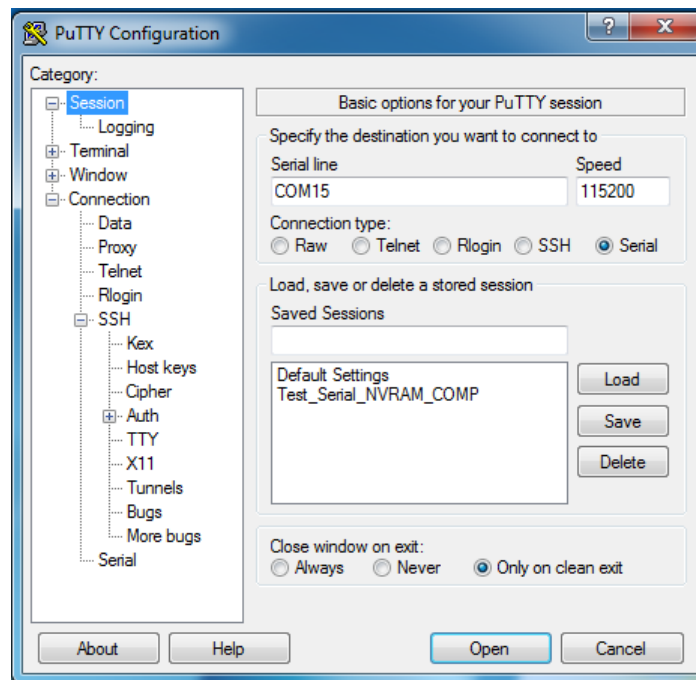 PuTTY Configuration
?
X
Category:
Session
Logging
Terminal
Window
Connection
Data
Proxy
Telnet
Rlogin
SSH
Kex
Host keys
Cipher
Auth
TTY
X11
Tunnels
Bugs
More bugs
Serial
Basic options for your PuTTY session
Specify the destination you want to connect to
Serial line Speed
COM15 115200
Connection type:
Raw Telnet Rlogin SSH Serial
Load, save or delete a stored session
Saved Sessions
Default Settings
Test_Serial_NVRAM_COMP
Load
Save
Delete
Close window on exit:
Always Never Only on clean exit
About Help Open Cancel